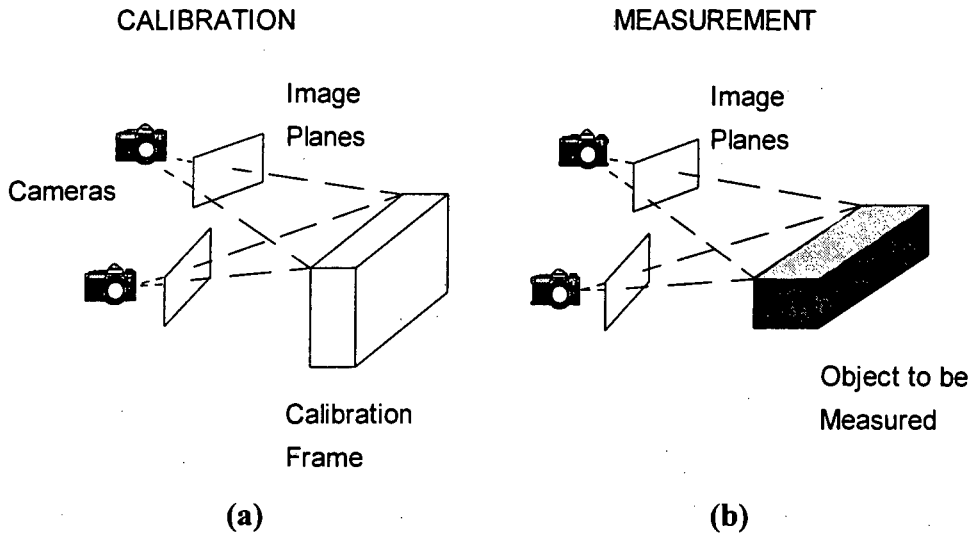 CALIBRATION
MEASUREMENT
Image
Planes
Cameras
Calibration
Frame
(a)
Image
Planes
Object to be
Measured
(b)